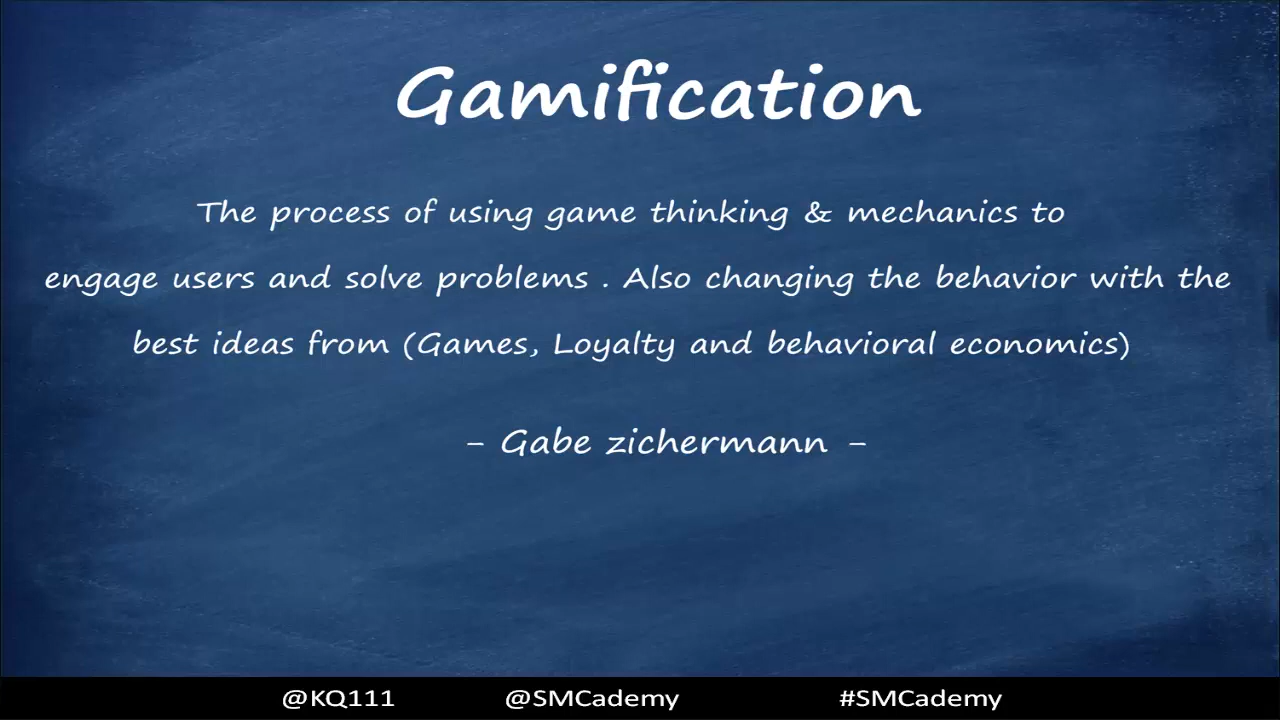 Gamification
The process of using game thinking & mechanics to
engage users and solve problems . Also changing the behavior with the
best ideas from (Games, Loyalty and behavioral economics)
- Gabe zichermann -
@KQ111 @SMCademy #SMCademy